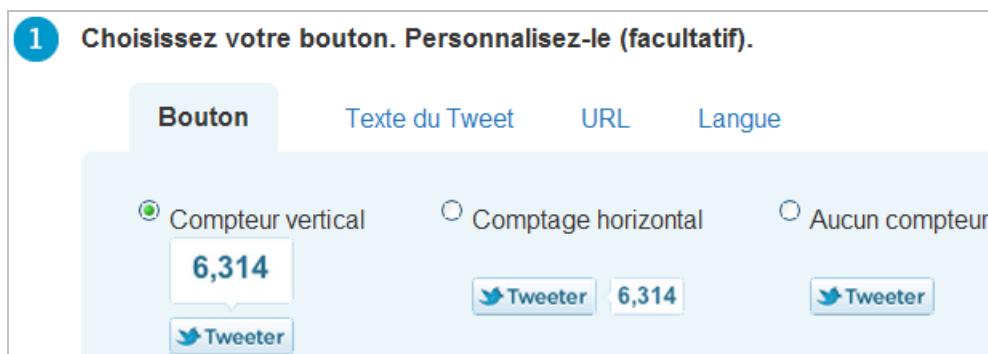 1 Choisissez votre bouton. Personnalisez-le (facultatif).
Bouton Texte du Tweet URL Langue
Compteur vertical Comptage horizontal Aucun compteur
6,314
Tweeter 6,314 Tweeter
Tweeter